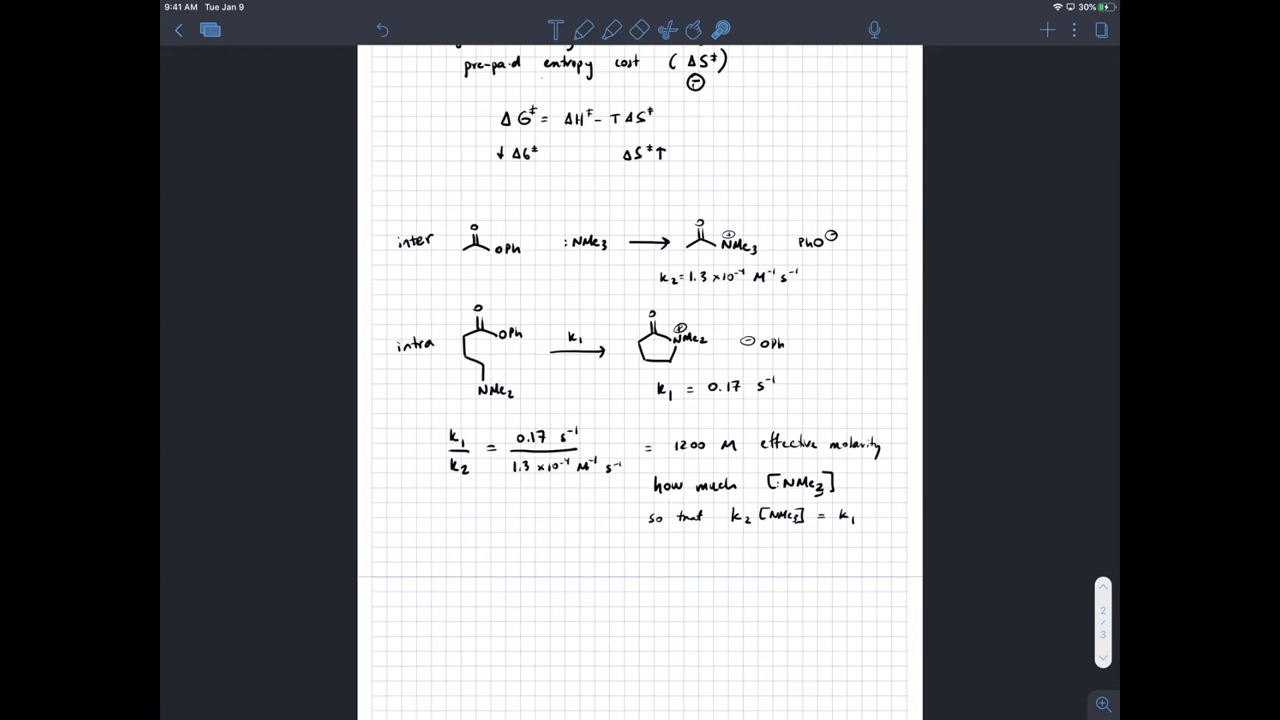 9:41 AM Tue Jan 9
30%
pre-paid entropy cost (ΔS‡)
⊖
ΔG‡ = ΔH‡ - TΔS‡
↓ ΔG‡ ΔS‡ ↑
inter O OPh :NMe3 → O ⊕ NMe3 PhO⊖
k2 = 1.3 × 10⁻⁴ M⁻¹ s⁻¹
intra O OPh NMe2 k1 → O ⊕ NMe2 ⊖OPh
k1 = 0.17 s⁻¹
k1 / k2 = 0.17 s⁻¹ / 1.3 × 10⁻⁴ M⁻¹ s⁻¹ = 1200 M effective molarity
how much [:NMe3]
so that k2 [NMe3] = k1
2
/
3